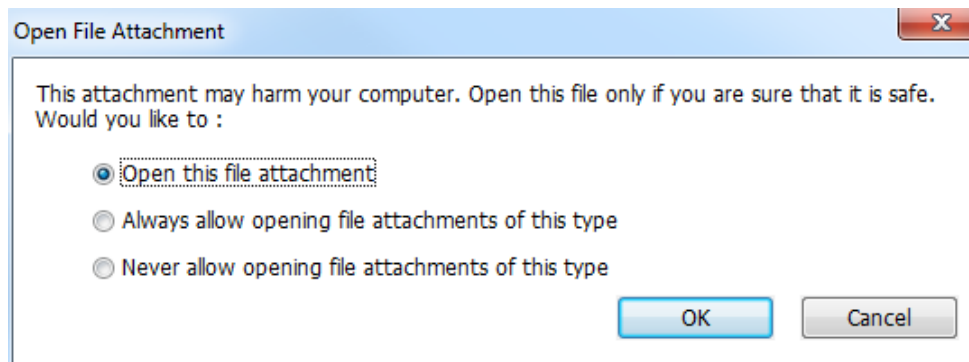 Open File Attachment
This attachment may harm your computer. Open this file only if you are sure that it is safe.
Would you like to :
Open this file attachment
Always allow opening file attachments of this type
Never allow opening file attachments of this type
OK Cancel